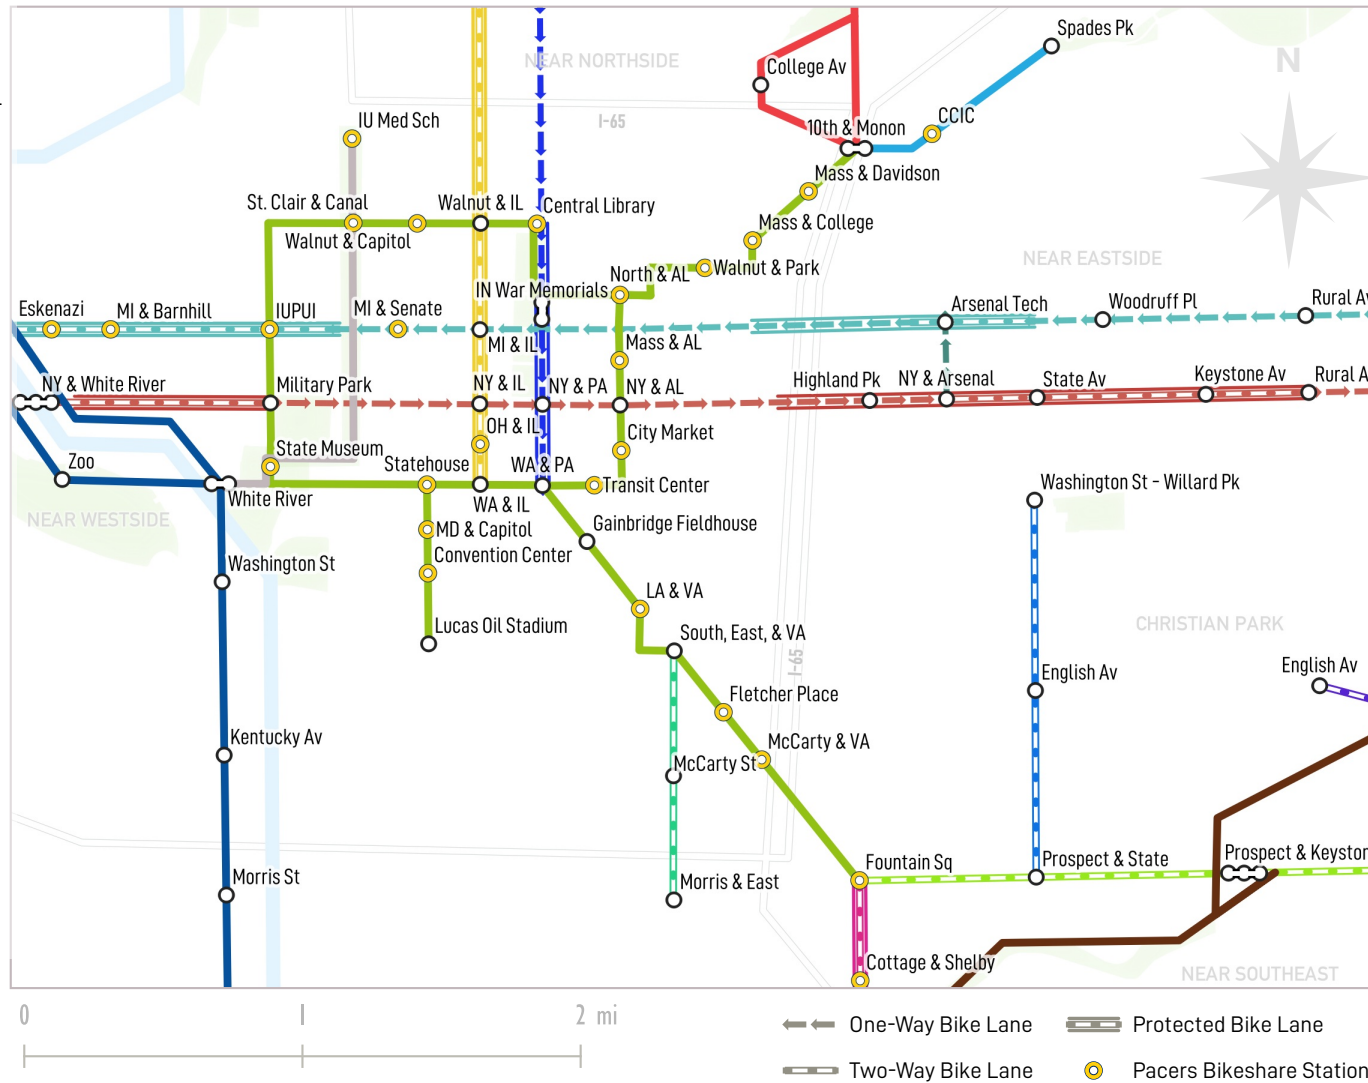 Spades Pk
NEAR NORTHSIDE
College Av
N
I-65
IU Med Sch
10th & Monon
CCIC
Mass & Davidson
St. Clair & Canal
Walnut & IL
Central Library
Mass & College
Walnut & Capitol
NEAR EASTSIDE
Walnut & Park
North & AL
IN War Memorials
Eskenazi
MI & Barnhill
IUPUI
MI & Senate
Arsenal Tech
Woodruff Pl
Rural Av
MI & IL
Mass & AL
NY & White River
Military Park
NY & IL
NY & PA
NY & AL
Highland Pk
NY & Arsenal
State Av
Keystone Av
Rural A
OH & IL
City Market
State Museum
Zoo
Statehouse
WA & PA
Transit Center
Washington St - Willard Pk
White River
WA & IL
NEAR WESTSIDE
MD & Capitol
Gainbridge Fieldhouse
Convention Center
Washington St
LA & VA
Lucas Oil Stadium
South, East, & VA
CHRISTIAN PARK
I-65
English Av
English Av
Fletcher Place
Kentucky Av
McCarty & VA
McCarty St
Fountain Sq
Prospect & State
Prospect & Keyston
Morris St
Morris & East
Cottage & Shelby
NEAR SOUTHEAST
0 1 2 mi
One-Way Bike Lane
Protected Bike Lane
Two-Way Bike Lane
Pacers Bikeshare Station